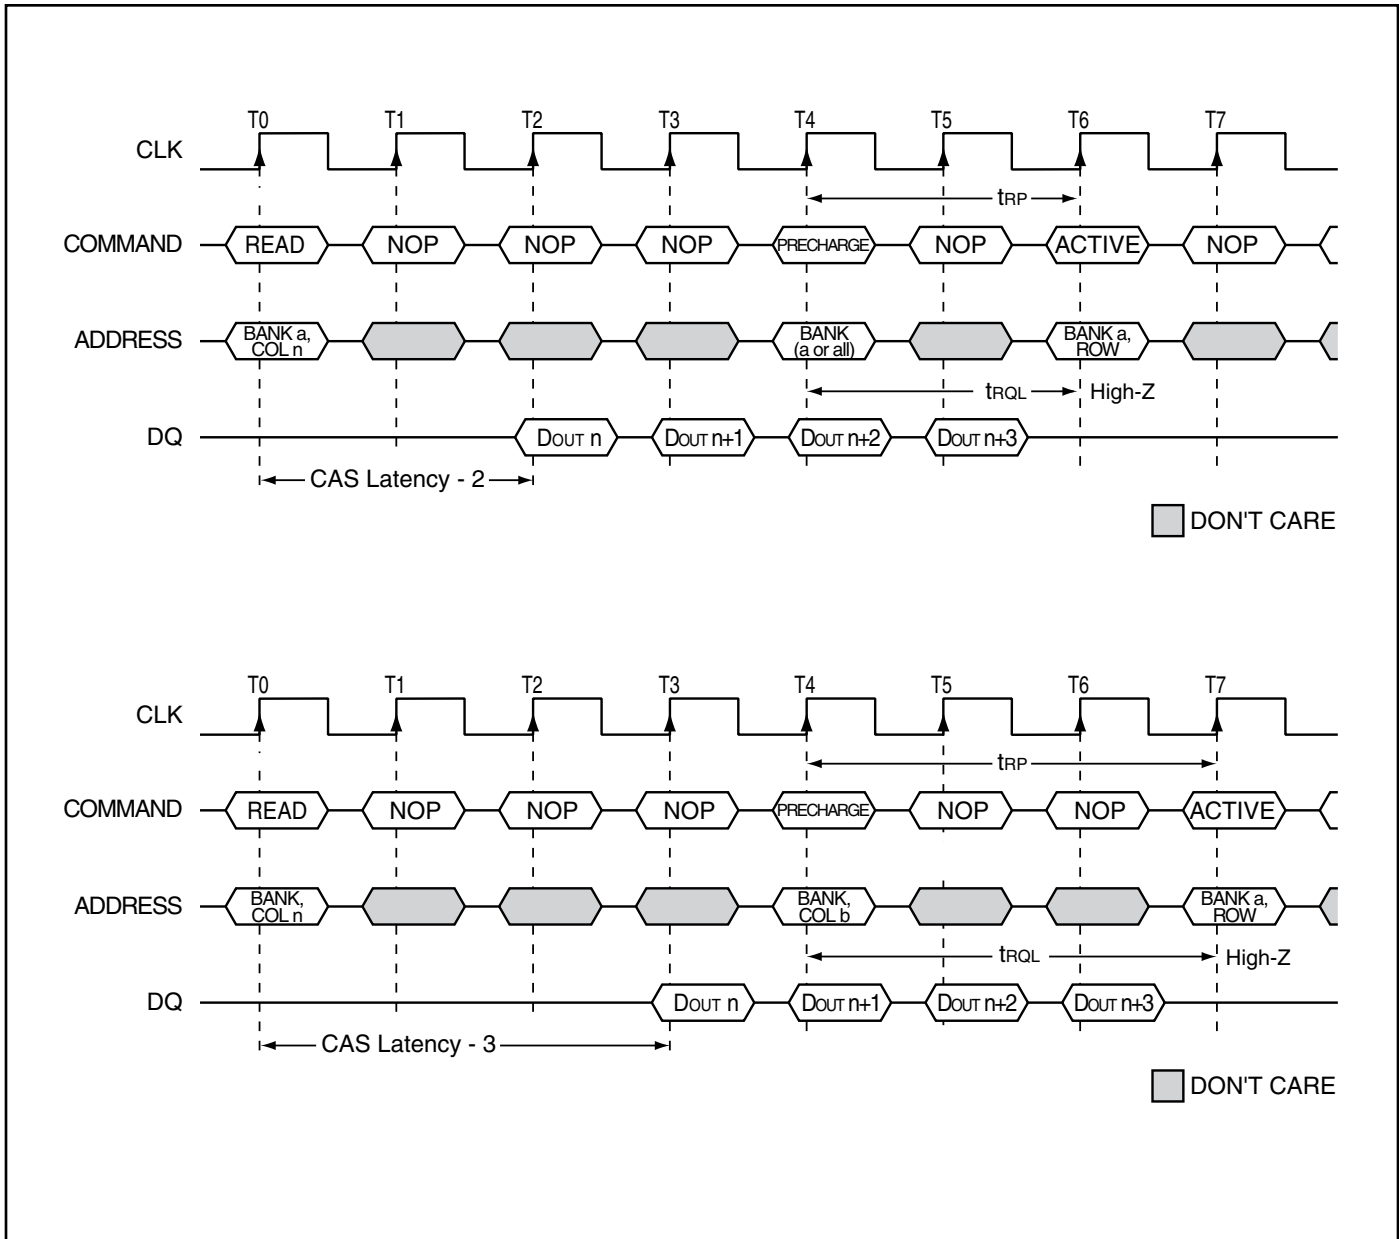 T0 T1 T2 T3 T4 T5 T6 T7
CLK
tRP
COMMAND READ NOP NOP NOP PRECHARGE NOP ACTIVE NOP
ADDRESS BANK a, COL n BANK (a or all) BANK a, ROW
tRQL High-Z
DQ DOUT n DOUT n+1 DOUT n+2 DOUT n+3
CAS Latency - 2
DON'T CARE
T0 T1 T2 T3 T4 T5 T6 T7
CLK
tRP
COMMAND READ NOP NOP NOP PRECHARGE NOP NOP ACTIVE
ADDRESS BANK, COL n BANK, COL b BANK a, ROW
tRQL High-Z
DQ DOUT n DOUT n+1 DOUT n+2 DOUT n+3
CAS Latency - 3
DON'T CARE